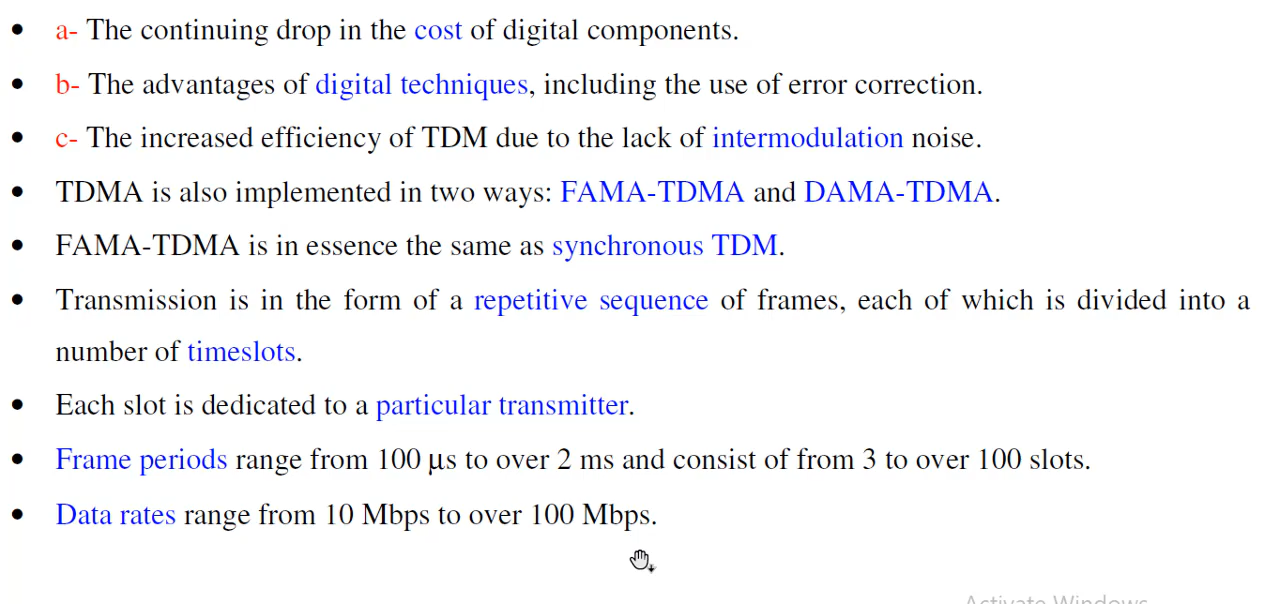 • a- The continuing drop in the cost of digital components.
• b- The advantages of digital techniques, including the use of error correction.
• c- The increased efficiency of TDM due to the lack of intermodulation noise.
• TDMA is also implemented in two ways: FAMA-TDMA and DAMA-TDMA.
• FAMA-TDMA is in essence the same as synchronous TDM.
• Transmission is in the form of a repetitive sequence of frames, each of which is divided into a
number of timeslots.
• Each slot is dedicated to a particular transmitter.
• Frame periods range from 100 μs to over 2 ms and consist of from 3 to over 100 slots.
• Data rates range from 10 Mbps to over 100 Mbps.
Activate Windows